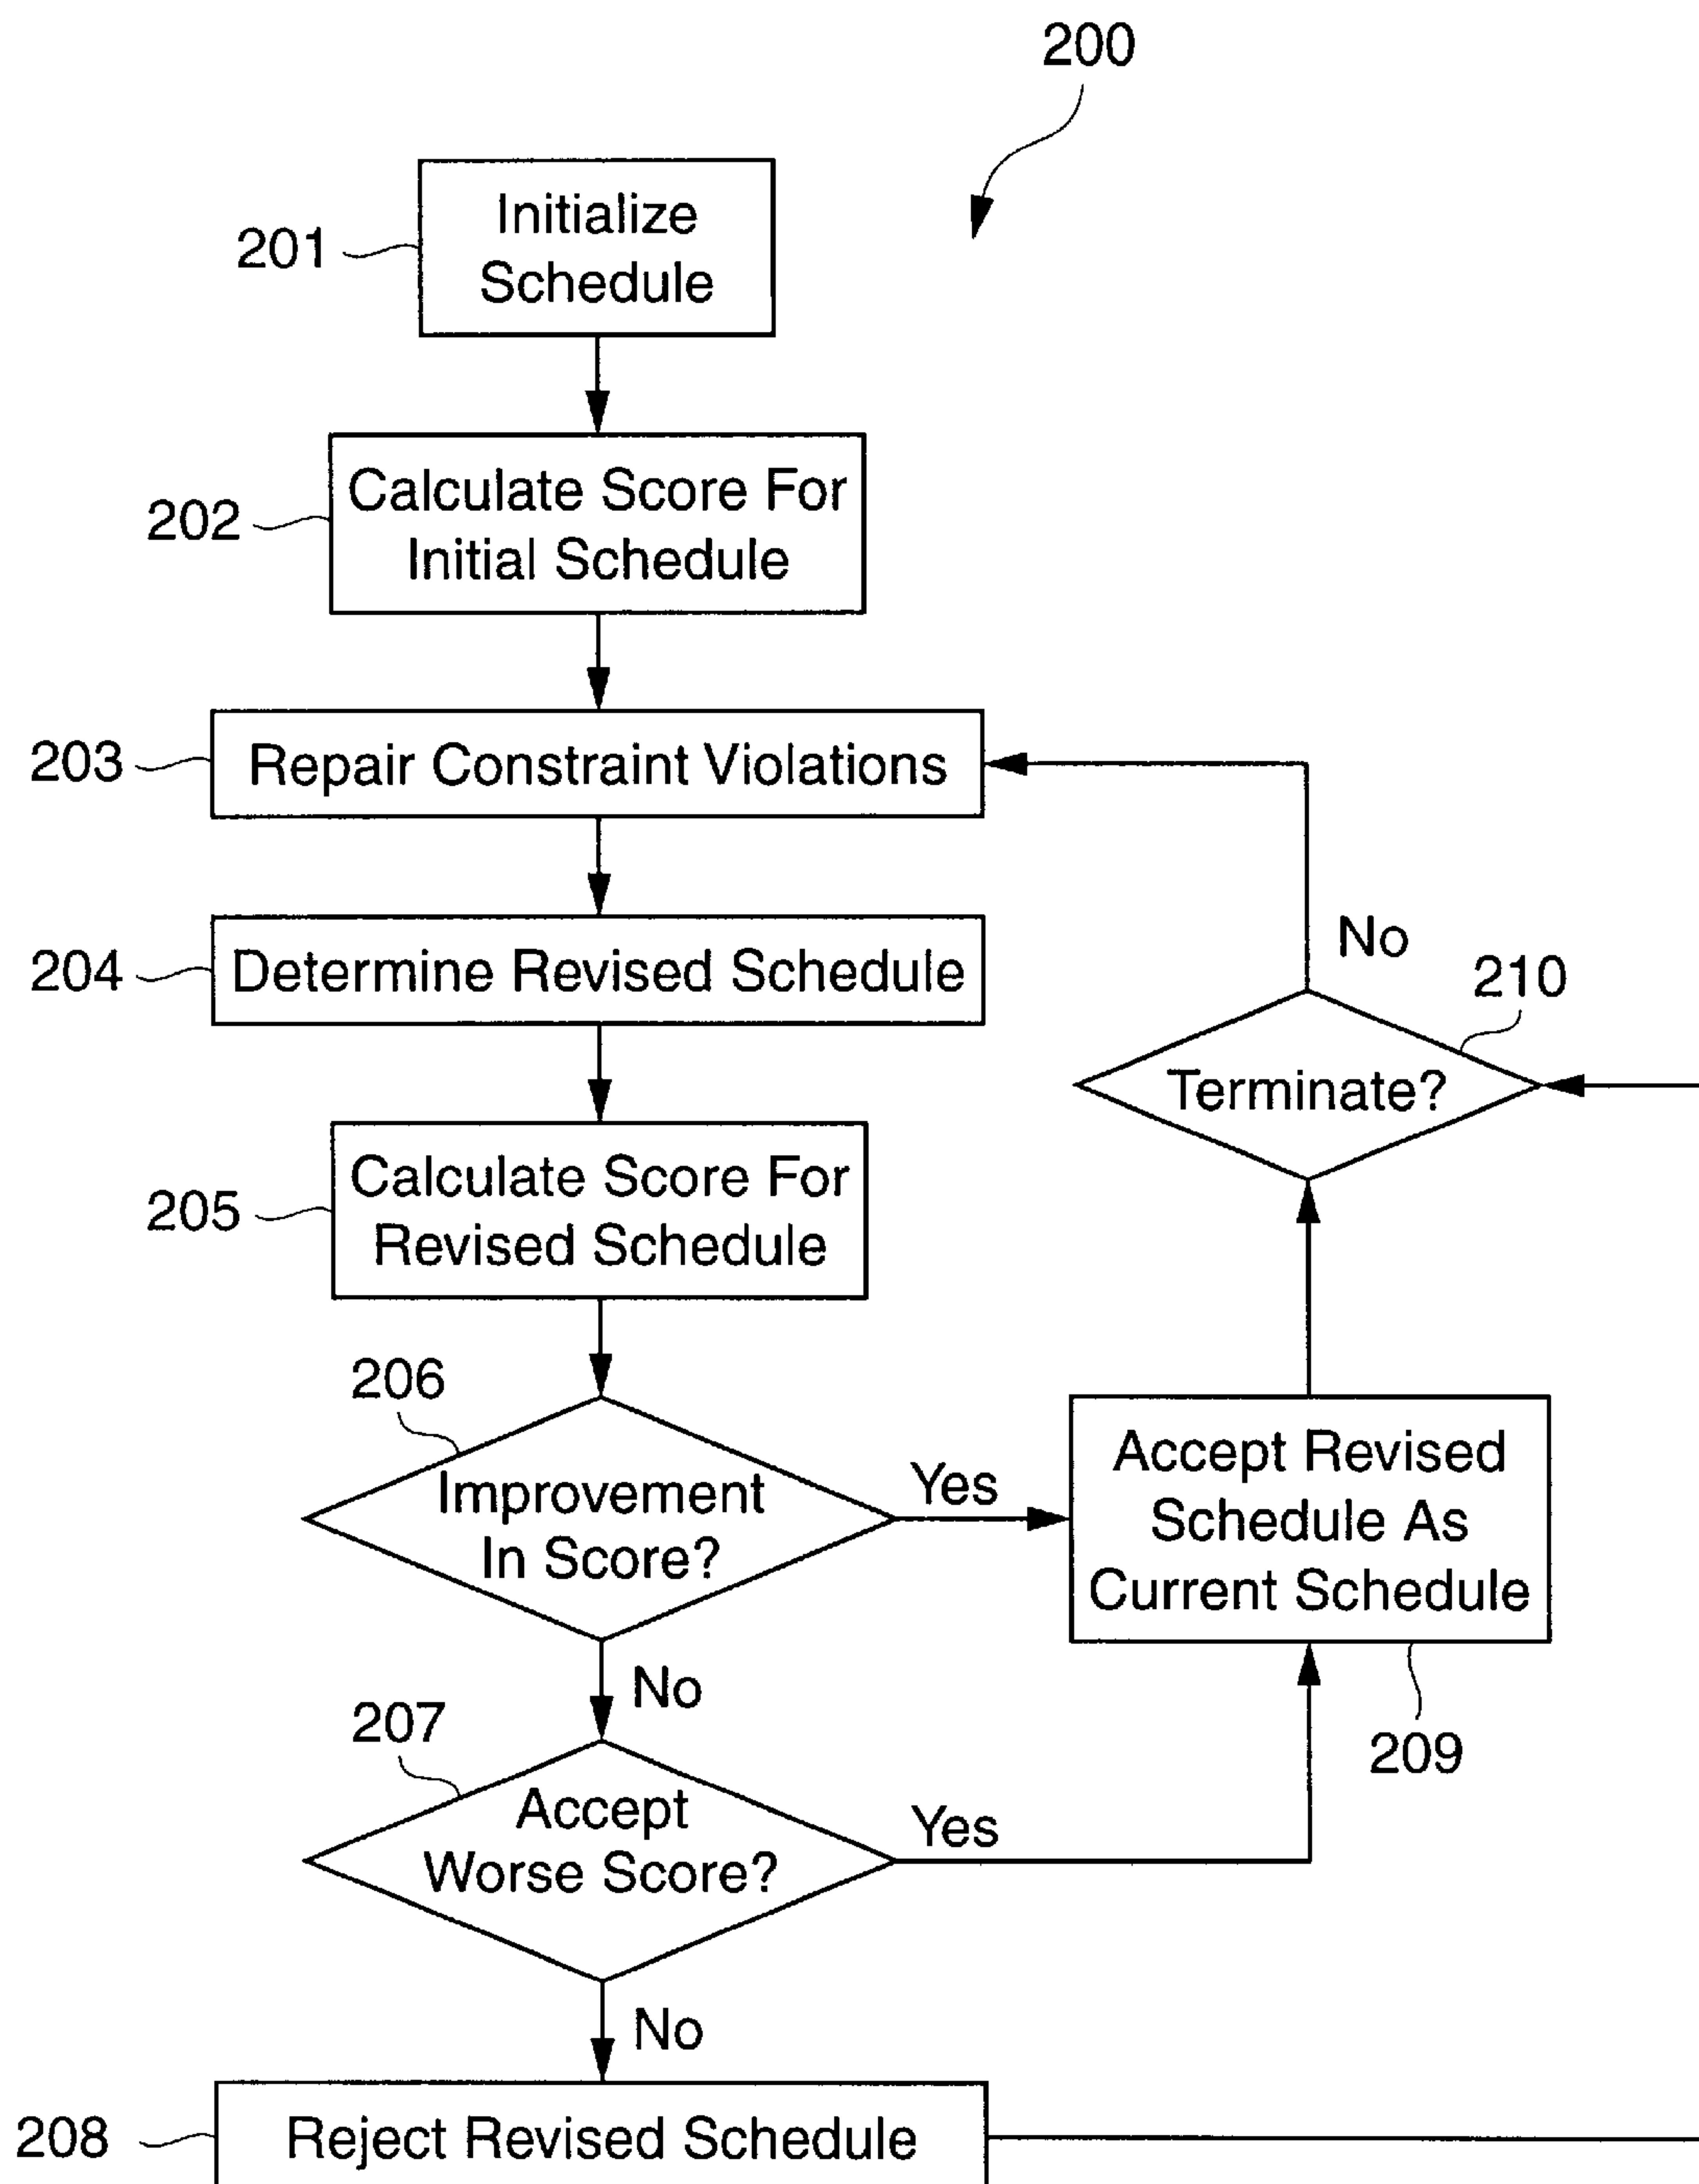 200
201
Initialize
Schedule
202
Calculate Score For
Initial Schedule
203
Repair Constraint Violations
204
Determine Revised Schedule
No
210
Terminate?
205
Calculate Score For
Revised Schedule
206
Improvement
In Score?
Yes
Accept Revised
Schedule As
Current Schedule
209
No
207
Accept
Worse Score?
Yes
No
208
Reject Revised Schedule